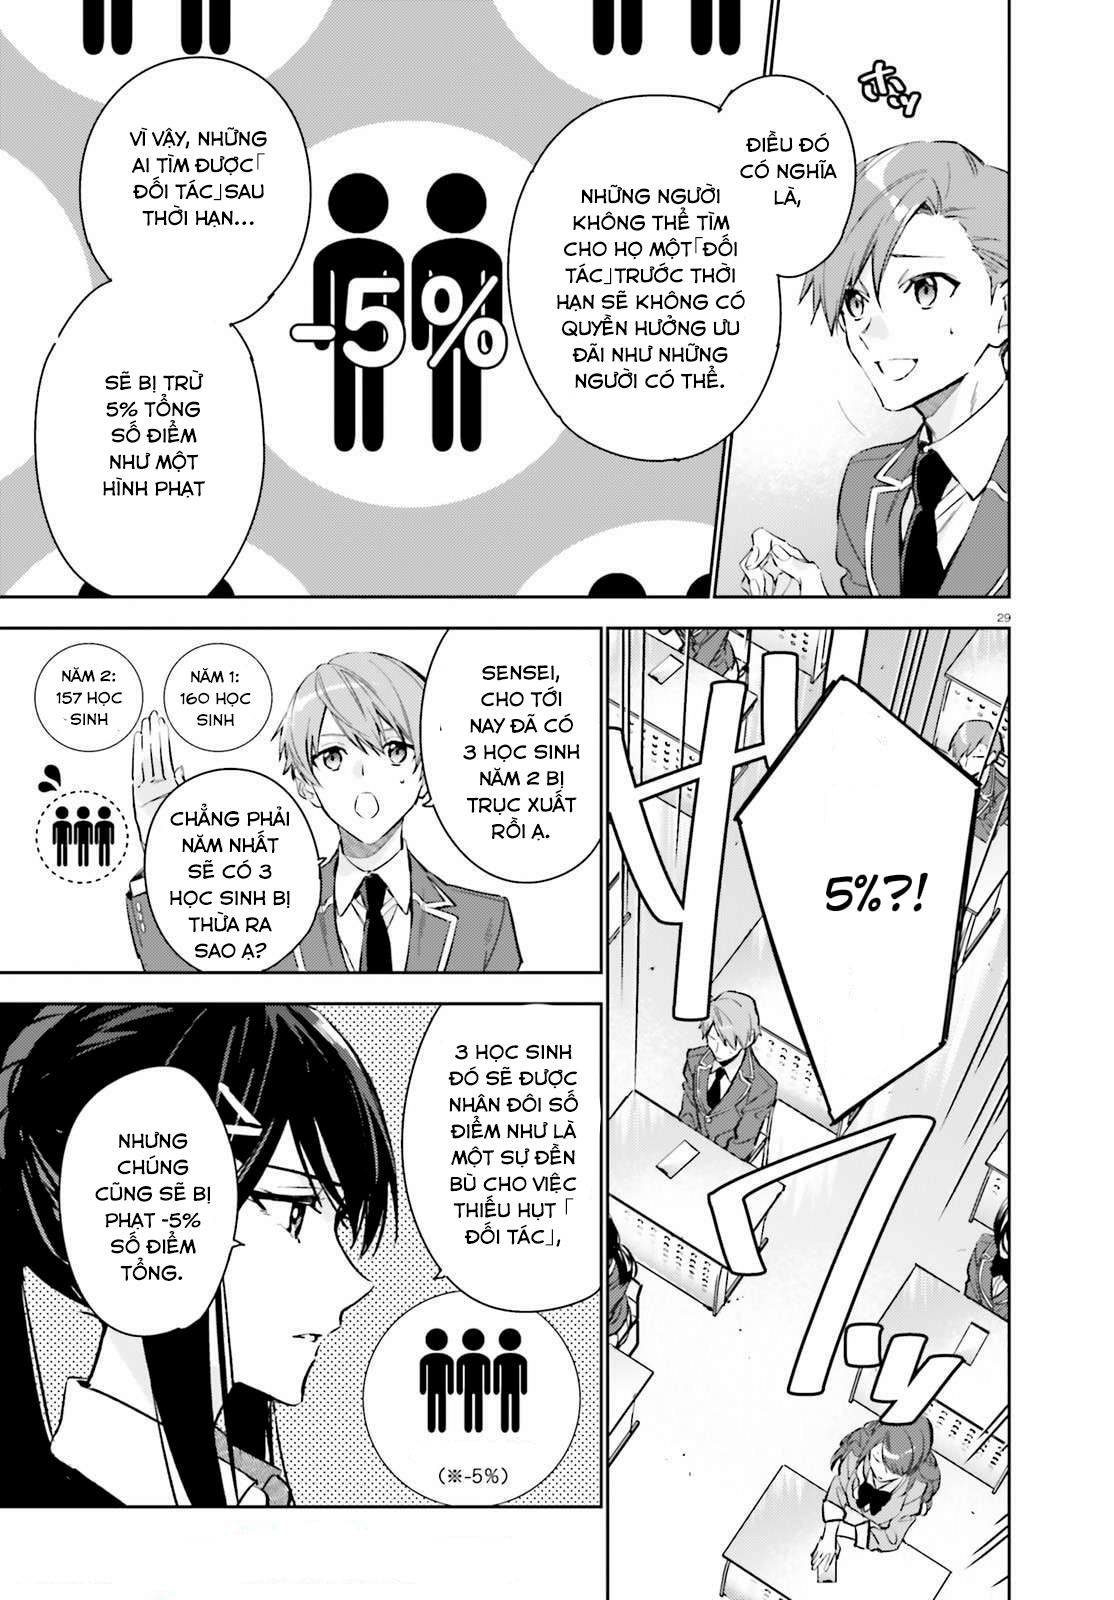 ホッ
ĐIỀU ĐÓ
CÓ NGHĨA
LÀ,
NHỮNG NGƯỜI
KHÔNG THỂ TÌM
CHO HỌ MỘT「ĐỐI
TÁC」TRƯỚC THỜI
HẠN SẼ KHÔNG CÓ
QUYỀN HƯỞNG ƯU
ĐÃI NHƯ NHỮNG
NGƯỜI CÓ THỂ.
-5%
VÌ VẬY, NHỮNG
AI TÌM ĐƯỢC「
ĐỐI TÁC」SAU
THỜI HẠN...
SẼ BỊ TRỪ
5% TỔNG
SỐ ĐIỂM
NHƯ MỘT
HÌNH PHẠT
29
5%?!
ザワッ
SENSEI,
CHO TỚI
NAY ĐÃ CÓ
3 HỌC SINH
NĂM 2 BỊ
TRỤC XUẤT
RỒI Ạ.
NĂM 1:
160 HỌC
SINH
NĂM 2:
157 HỌC
SINH
CHẲNG PHẢI
NĂM NHẤT
SẼ CÓ 3
HỌC SINH BỊ
THỪA RA
SAO Ạ?
3 HỌC SINH
ĐÓ SẼ ĐƯỢC
NHÂN ĐÔI SỐ
ĐIỂM NHƯ LÀ
MỘT SỰ ĐỀN
BÙ CHO VIỆC
THIẾU HỤT「
ĐỐI TÁC」,
(※-5%)
NHƯNG
CHÚNG
CŨNG SẼ BỊ
PHẠT -5%
SỐ ĐIỂM
TỔNG.